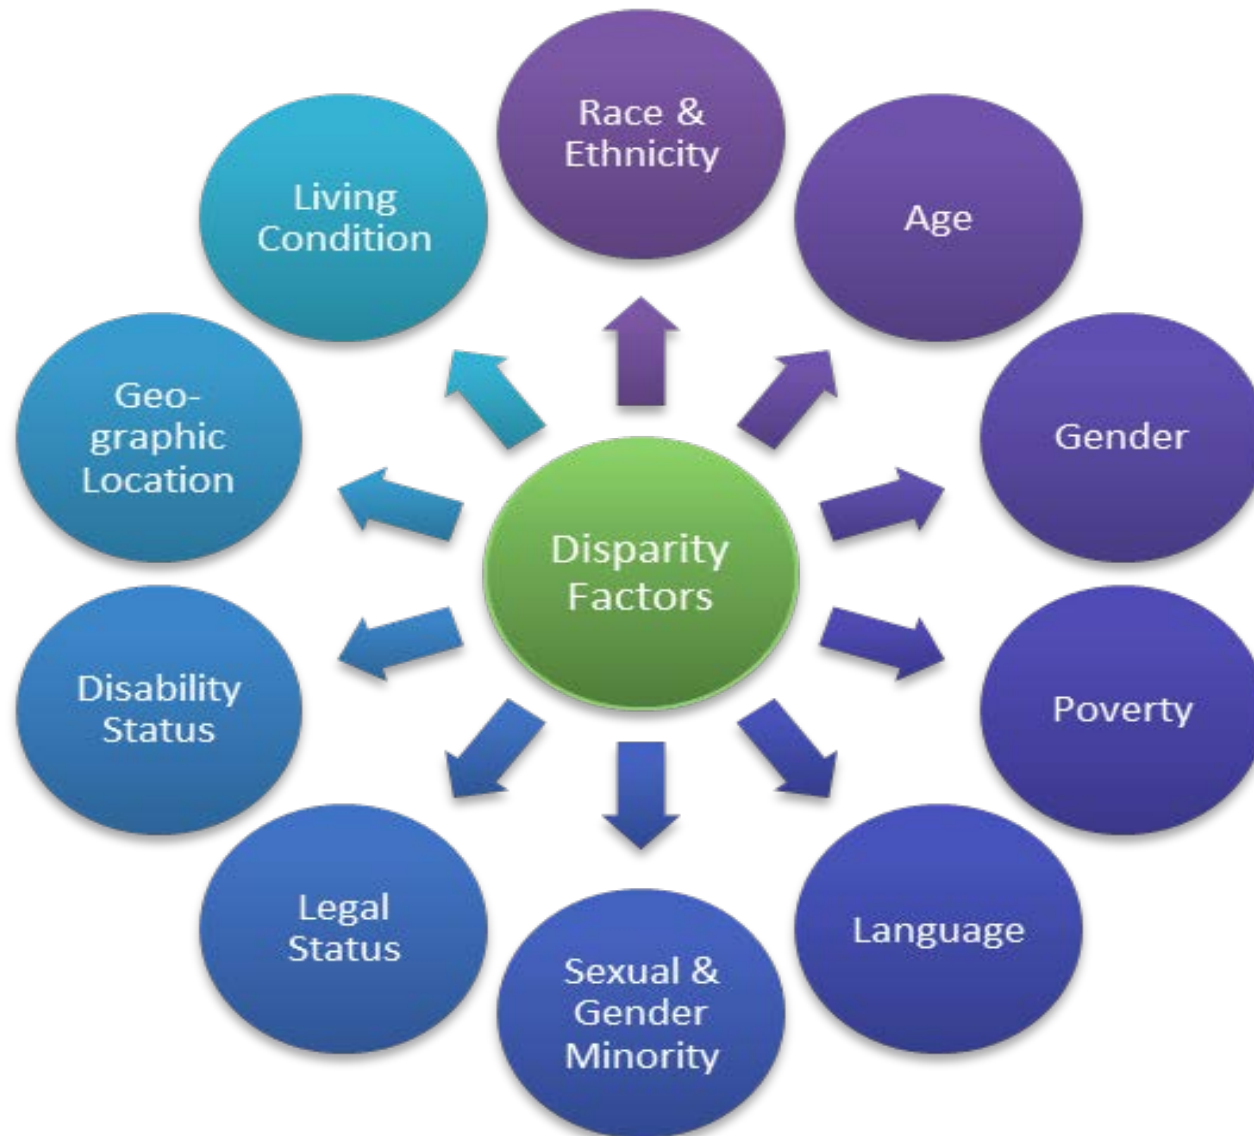 Race &
Ethnicity
Age
Gender
Poverty
Language
Sexual &
Gender
Minority
Legal
Status
Disability
Status
Geo-
graphic
Location
Living
Condition
Disparity
Factors